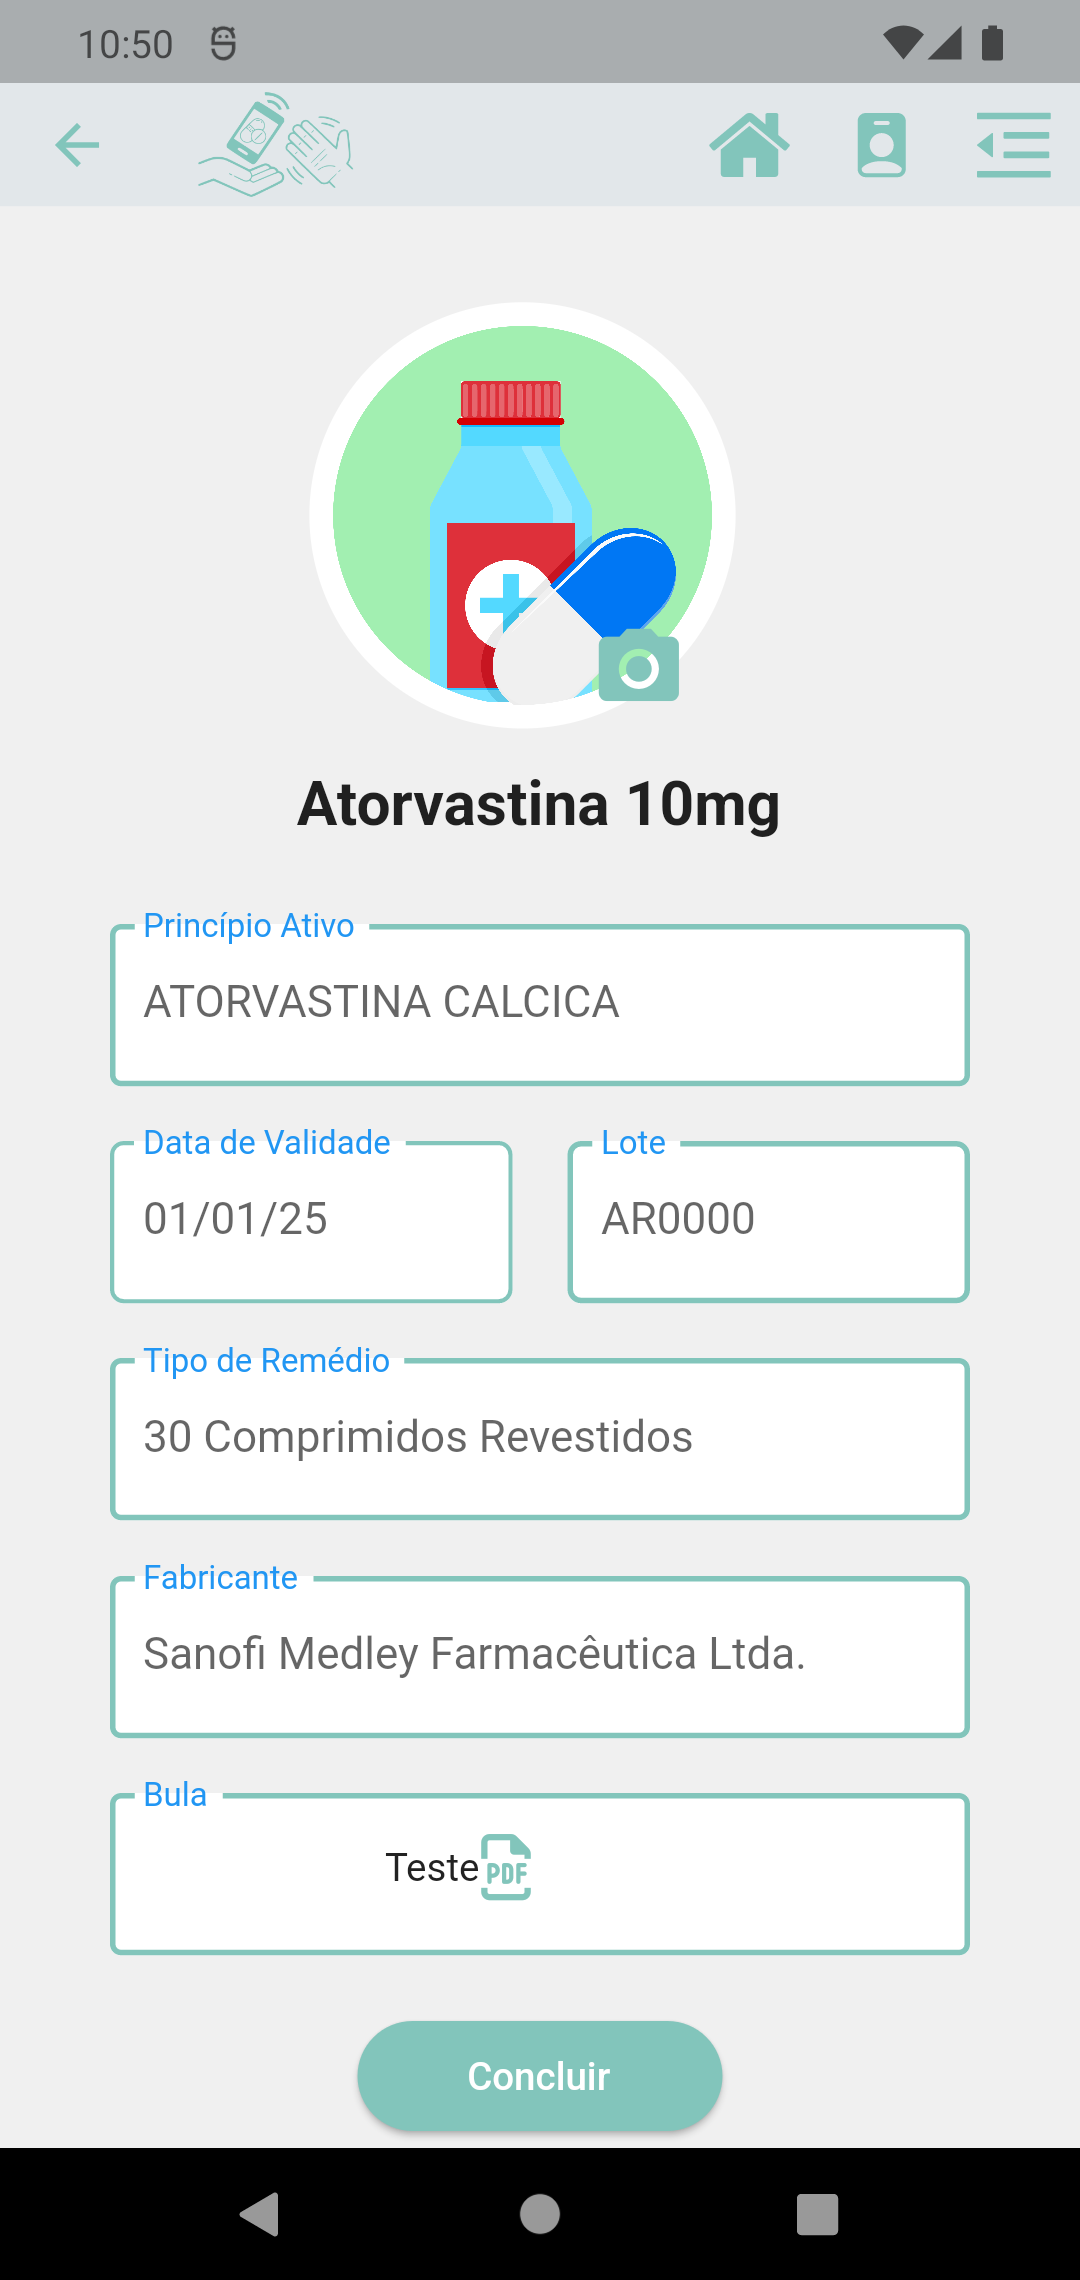 10:50
Atorvastina 10mg
Princípio Ativo
ATORVASTINA CALCICA
Data de Validade
Lote
01/01/25
AR0000
Tipo de Remédio
30 Comprimidos Revestidos
Fabricante
Sanofi Medley Farmacêutica Ltda.
Bula
Teste PDF
Concluir